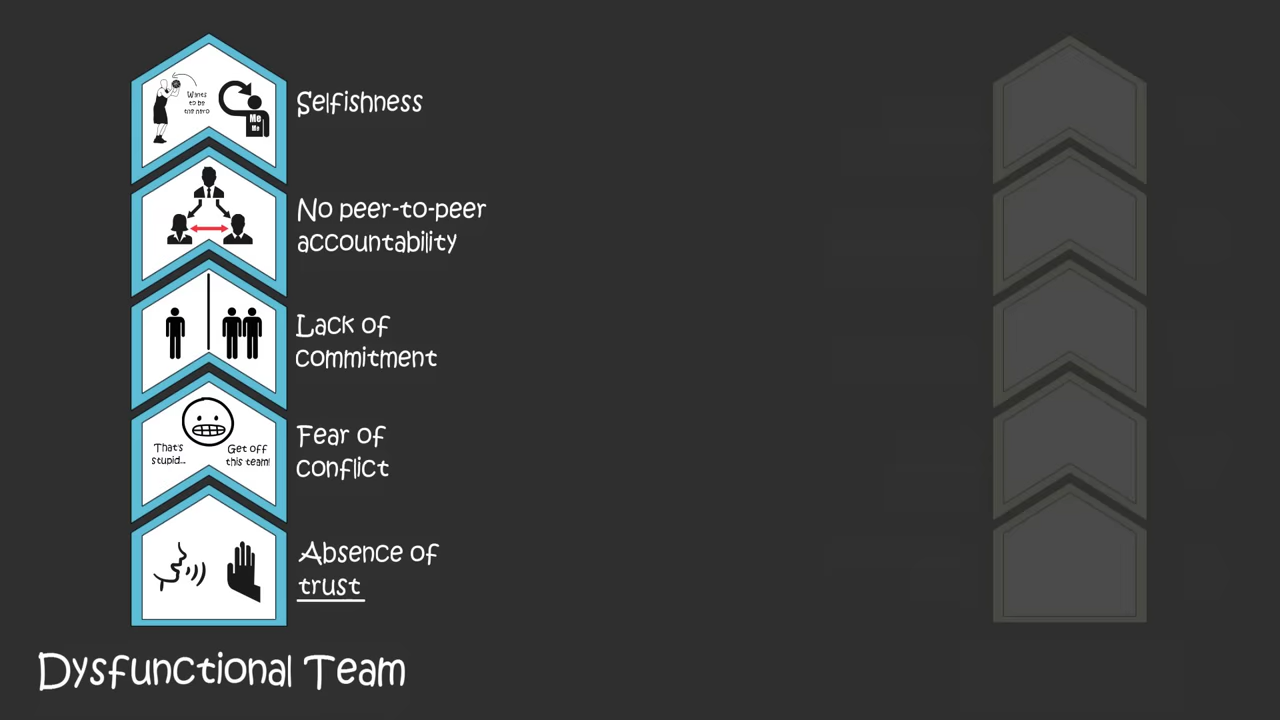 Wants
to be
the hero
Me
Me
Selfishness
No peer-to-peer
accountability
Lack of
commitment
That's
stupid...
Get off
this team!
Fear of
conflict
Absence of
trust
Dysfunctional Team